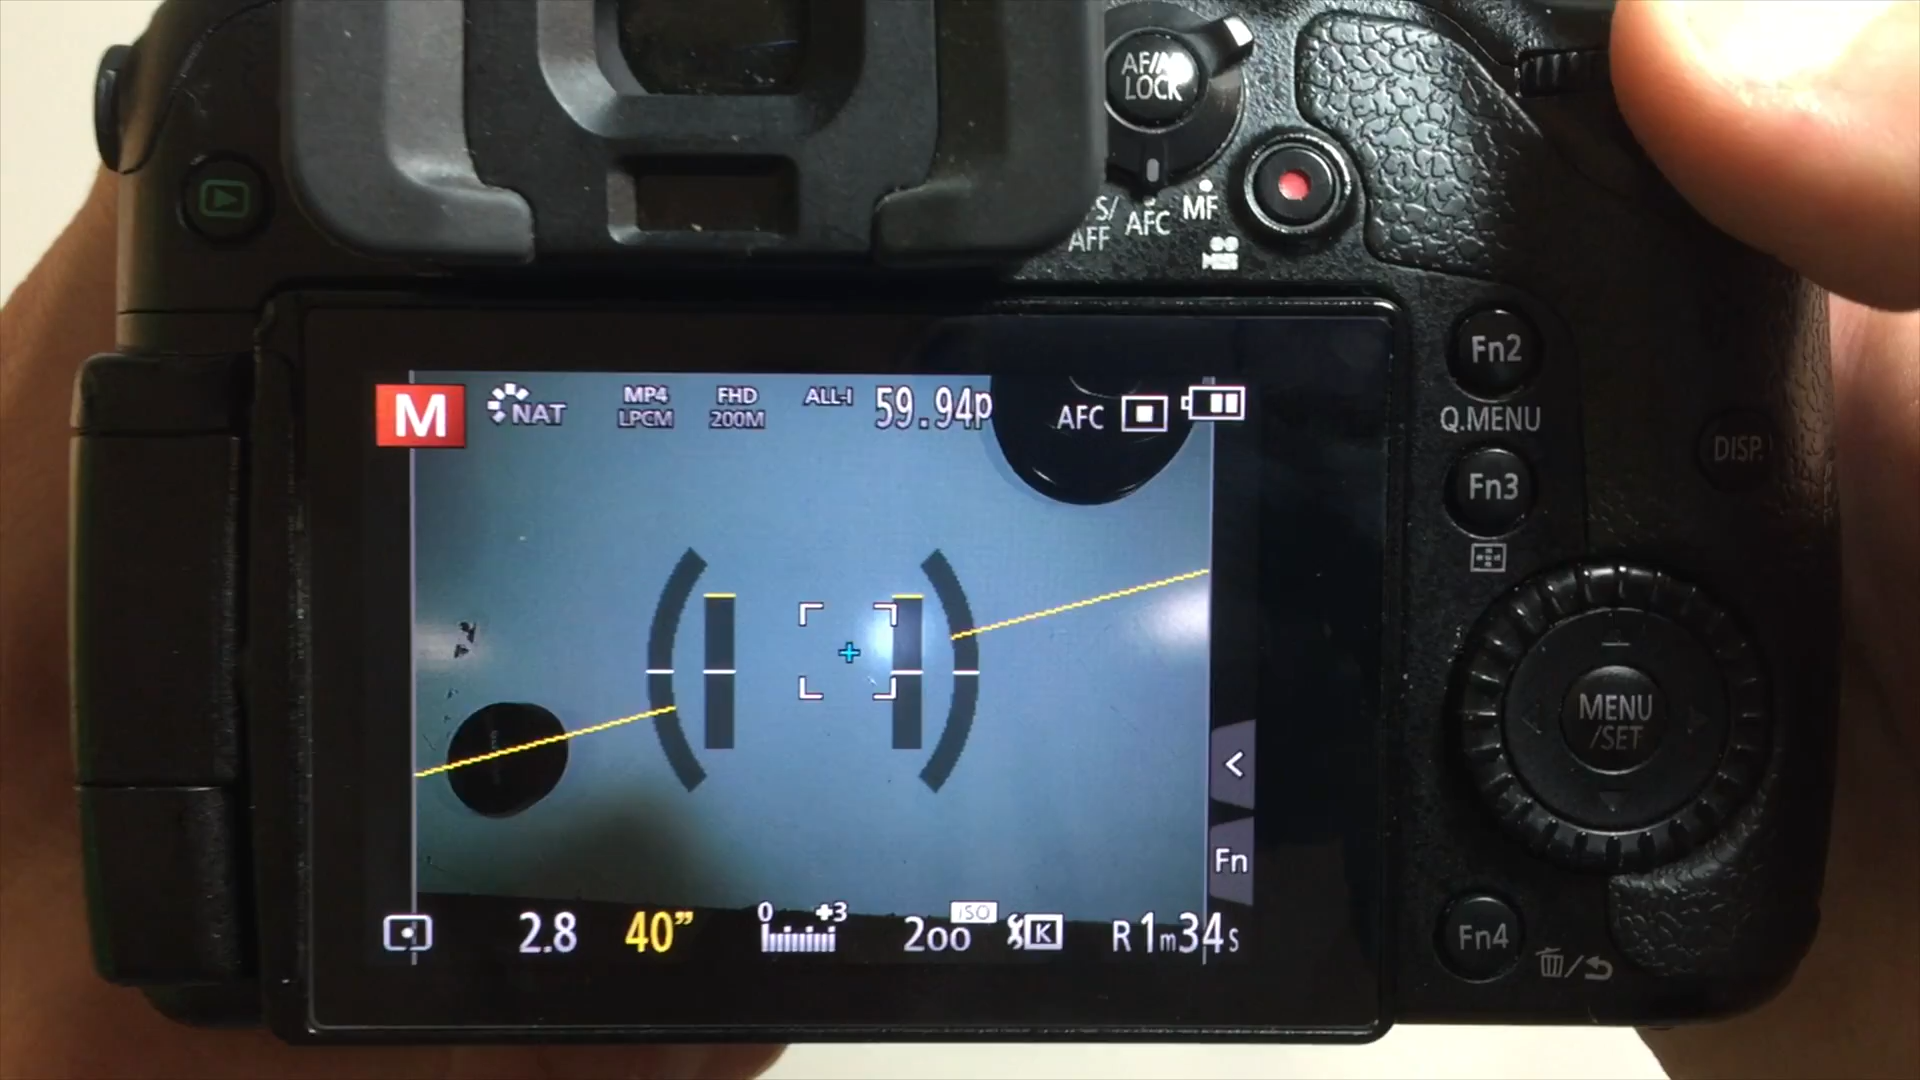 AF/AE
LOCK
S/
AFF
AFC
MF
Fn2
Q.MENU
Fn3
DISP.
MENU
/SET
Fn4
M
NAT
MP4
LPCM
FHD
200M
ALL-I
59.94p
AFC
<
Fn
2.8
40”
0
+3
200
ISO
K
R1m34s